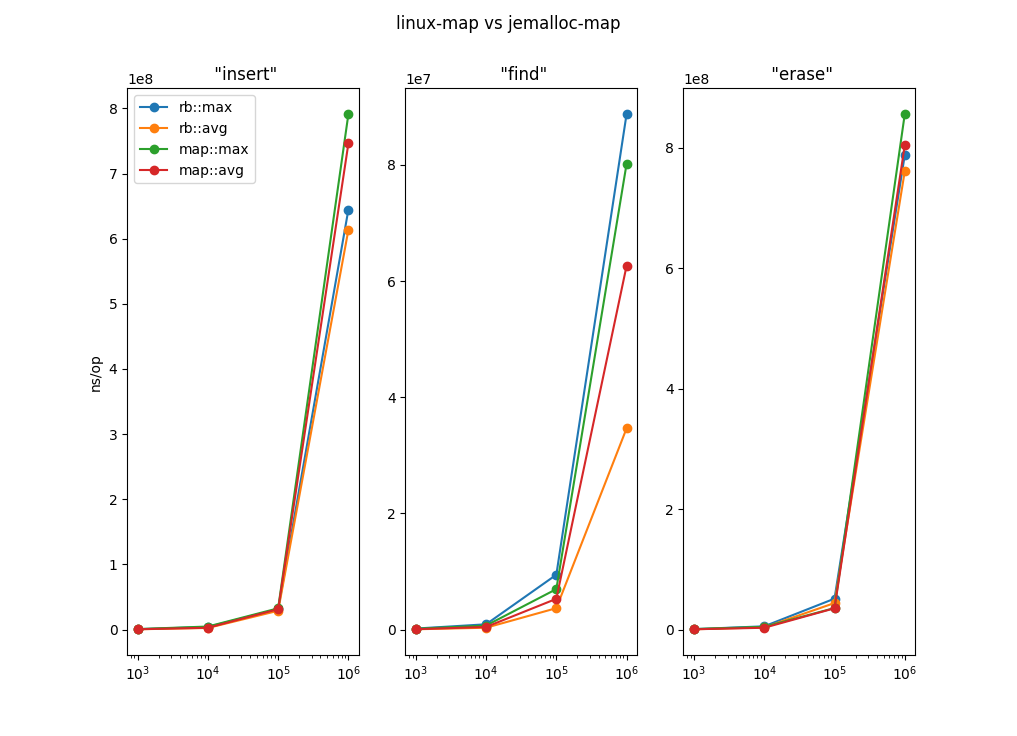 linux-map vs jemalloc-map
"insert"
1e8
rb::max
rb::avg
map::max
map::avg
8
7
6
5
4
3
2
1
0
ns/op
10^3
10^4
10^5
10^6
"find"
1e7
8
6
4
2
0
10^3
10^4
10^5
10^6
"erase"
1e8
8
6
4
2
0
10^3
10^4
10^5
10^6